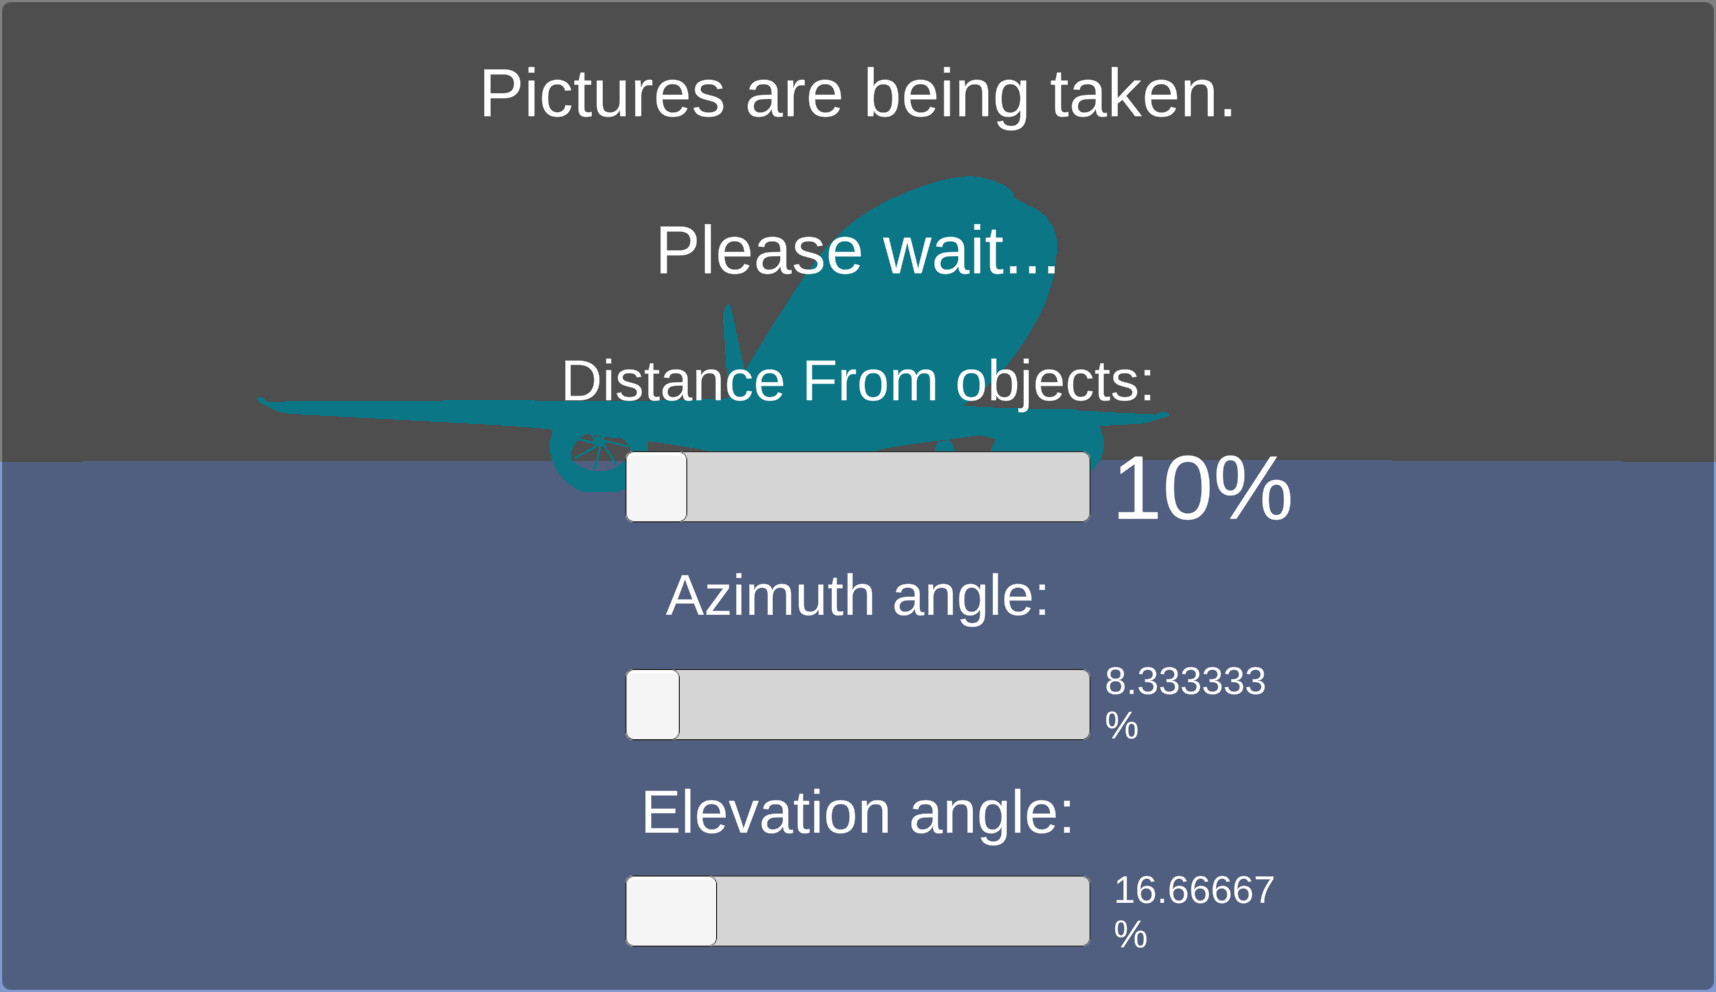 Pictures are being taken.
Please wait...
Distance From objects:
10%
Azimuth angle:
8.333333
%
Elevation angle:
16.66667
%